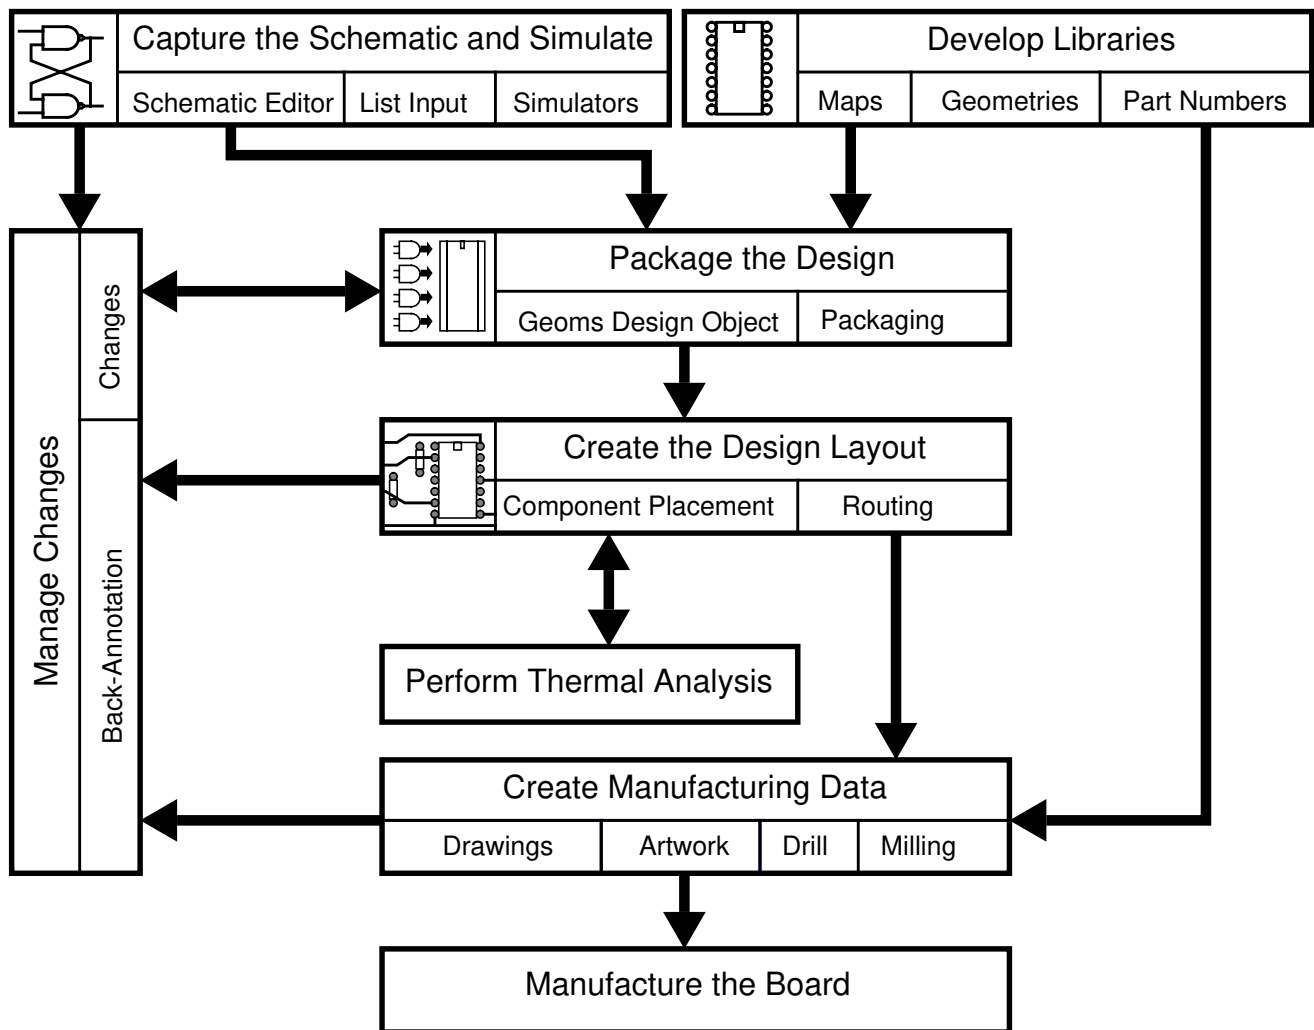 Capture the Schematic and Simulate
Schematic Editor
List Input
Simulators
Develop Libraries
Maps
Geometries
Part Numbers
Manage Changes
Changes
Back-Annotation
Package the Design
Geoms Design Object
Packaging
Create the Design Layout
Component Placement
Routing
Perform Thermal Analysis
Create Manufacturing Data
Drawings
Artwork
Drill
Milling
Manufacture the Board